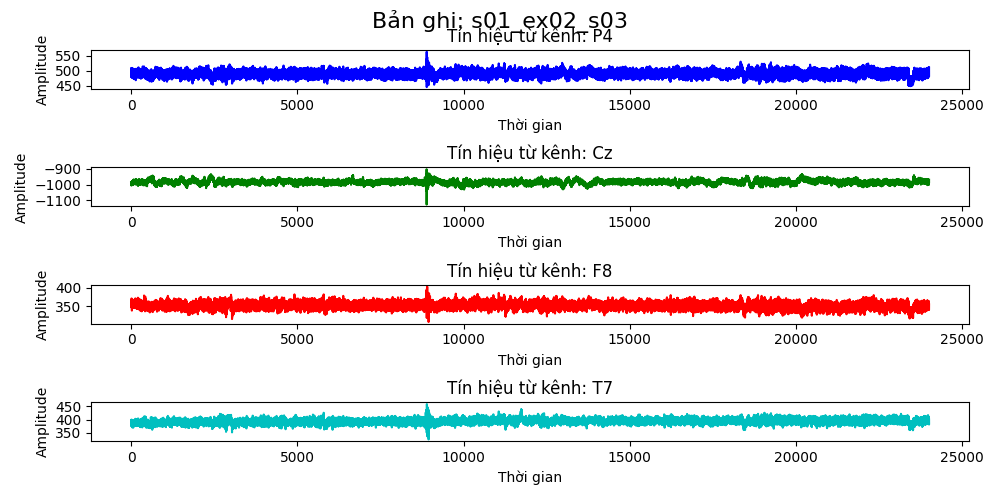 Bản ghi; s01_ex02_s03
Tín hiệu từ kênh: P4
Amplitude
550
500
450
0 5000 10000 15000 20000 25000
Thời gian
Tín hiệu từ kênh: Cz
Amplitude
−900
−1000
−1100
0 5000 10000 15000 20000 25000
Thời gian
Tín hiệu từ kênh: F8
Amplitude
400
350
0 5000 10000 15000 20000 25000
Thời gian
Tín hiệu từ kênh: T7
Amplitude
450
400
350
0 5000 10000 15000 20000 25000
Thời gian